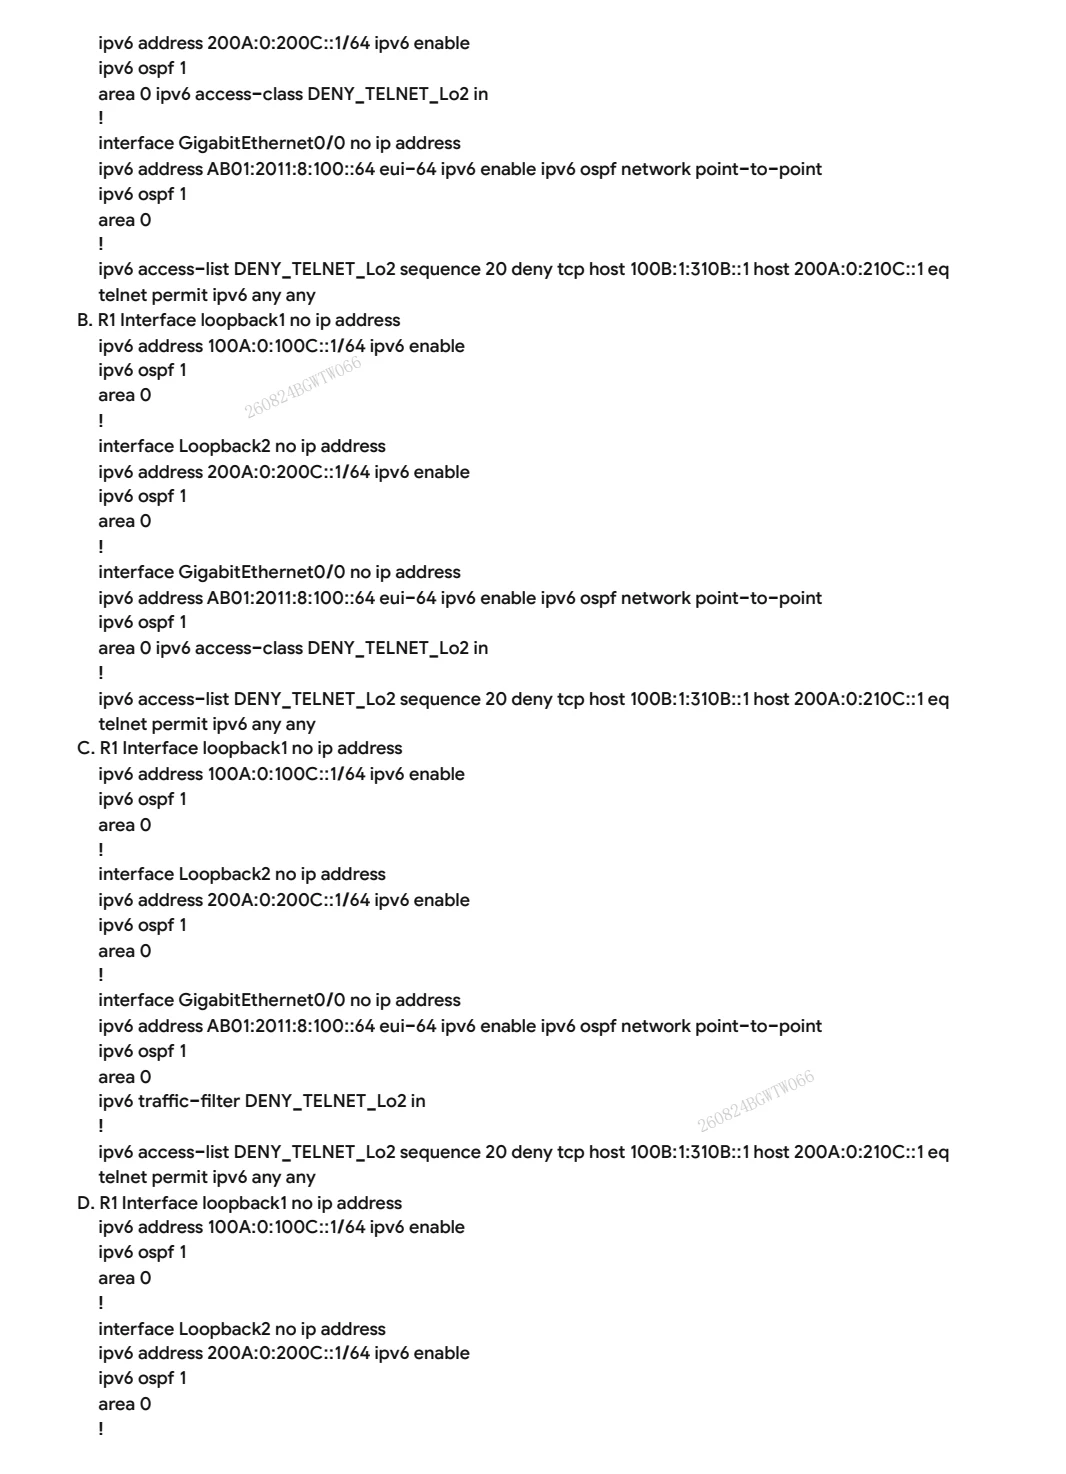 ipv6 address 200A:0:200C::1/64 ipv6 enable
ipv6 ospf 1
area 0 ipv6 access-class DENY_TELNET_Lo2 in
!
interface GigabitEthernet0/0 no ip address
ipv6 address AB01:2011:8:100::64 eui-64 ipv6 enable ipv6 ospf network point-to-point
ipv6 ospf 1
area 0
!
ipv6 access-list DENY_TELNET_Lo2 sequence 20 deny tcp host 100B:1:310B::1 host 200A:0:210C::1 eq
telnet permit ipv6 any any
B. R1 Interface loopback1 no ip address
ipv6 address 100A:0:100C::1/64 ipv6 enable
ipv6 ospf 1
260824BGWTW066
area 0
!
interface Loopback2 no ip address
ipv6 address 200A:0:200C::1/64 ipv6 enable
ipv6 ospf 1
area 0
!
interface GigabitEthernet0/0 no ip address
ipv6 address AB01:2011:8:100::64 eui-64 ipv6 enable ipv6 ospf network point-to-point
ipv6 ospf 1
area 0 ipv6 access-class DENY_TELNET_Lo2 in
!
ipv6 access-list DENY_TELNET_Lo2 sequence 20 deny tcp host 100B:1:310B::1 host 200A:0:210C::1 eq
telnet permit ipv6 any any
C. R1 Interface loopback1 no ip address
ipv6 address 100A:0:100C::1/64 ipv6 enable
ipv6 ospf 1
area 0
!
interface Loopback2 no ip address
ipv6 address 200A:0:200C::1/64 ipv6 enable
ipv6 ospf 1
area 0
!
interface GigabitEthernet0/0 no ip address
ipv6 address AB01:2011:8:100::64 eui-64 ipv6 enable ipv6 ospf network point-to-point
ipv6 ospf 1
area 0
ipv6 traffic-filter DENY_TELNET_Lo2 in
260824BGWTW066
!
ipv6 access-list DENY_TELNET_Lo2 sequence 20 deny tcp host 100B:1:310B::1 host 200A:0:210C::1 eq
telnet permit ipv6 any any
D. R1 Interface loopback1 no ip address
ipv6 address 100A:0:100C::1/64 ipv6 enable
ipv6 ospf 1
area 0
!
interface Loopback2 no ip address
ipv6 address 200A:0:200C::1/64 ipv6 enable
ipv6 ospf 1
area 0
!